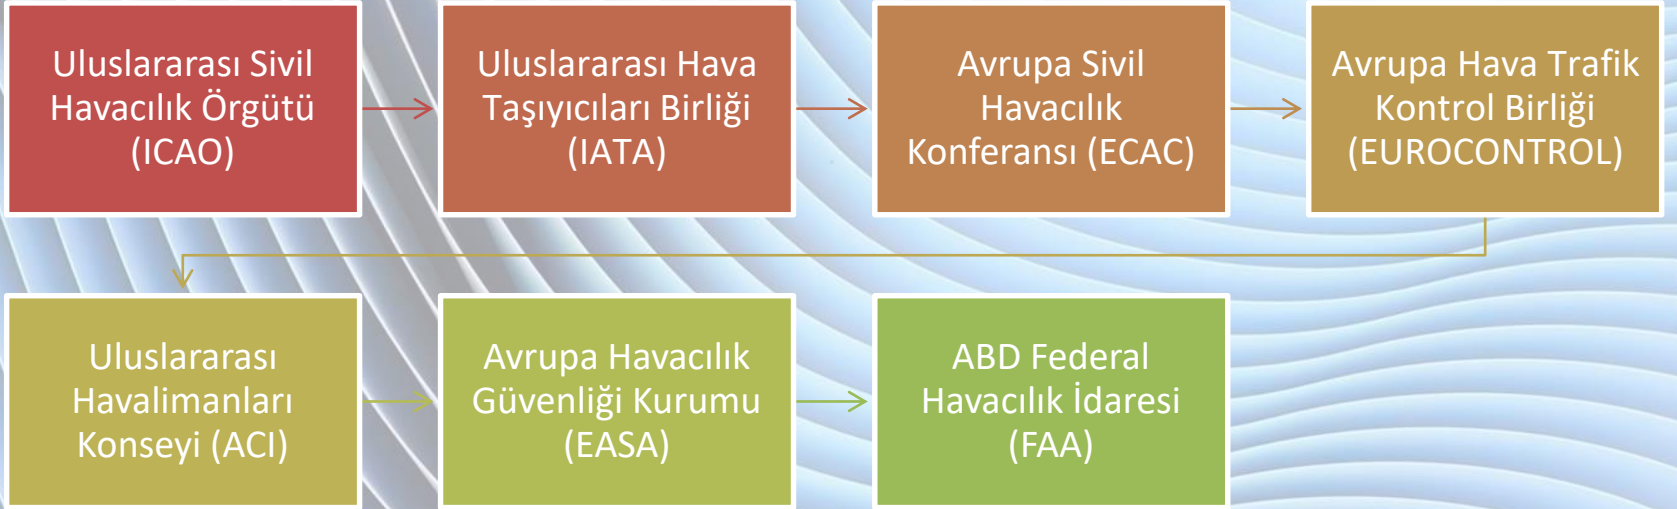 Uluslararası Sivil
Havacılık Örgütü
(ICAO)
Uluslararası Hava
Taşıyıcıları Birliği
(IATA)
Avrupa Sivil
Havacılık
Konferansı (ECAC)
Avrupa Hava Trafik
Kontrol Birliği
(EUROCONTROL)
Uluslararası
Havalimanları
Konseyi (ACI)
Avrupa Havacılık
Güvenliği Kurumu
(EASA)
ABD Federal
Havacılık İdaresi
(FAA)